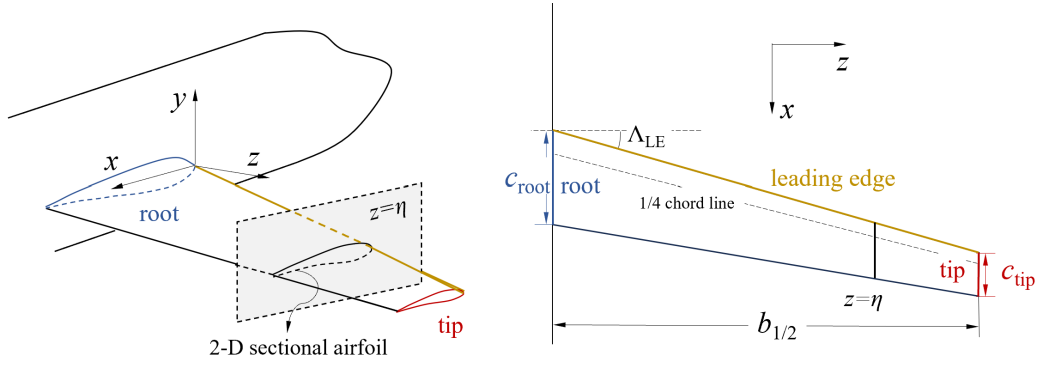 y
x
z
root
z=η
tip
2-D sectional airfoil
z
x
Λ_LE
c_root root
leading edge
1/4 chord line
tip c_tip
z=η
b_1/2